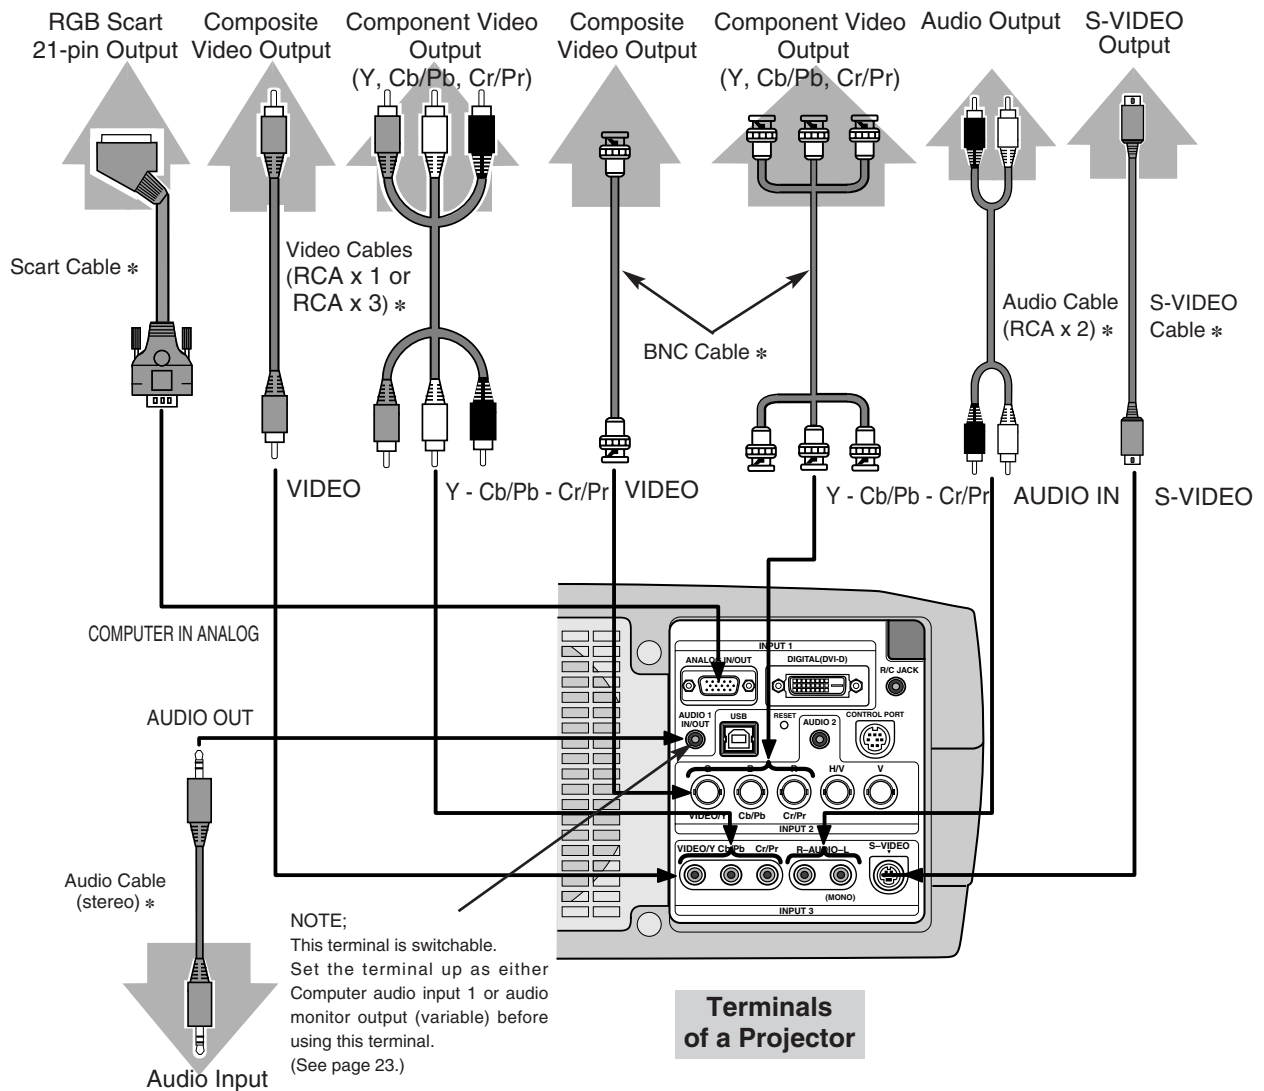 RGB Scart
21-pin Output
Composite
Video Output
Component Video
Output
(Y, Cb/Pb, Cr/Pr)
Composite
Video Output
Component Video
Output
(Y, Cb/Pb, Cr/Pr)
Audio Output
S-VIDEO
Output
Scart Cable *
Video Cables
(RCA x 1 or
RCA x 3) *
BNC Cable *
Audio Cable
(RCA x 2) *
S-VIDEO
Cable *
VIDEO
Y - Cb/Pb - Cr/Pr
VIDEO
Y - Cb/Pb - Cr/Pr
AUDIO IN
S-VIDEO
COMPUTER IN ANALOG
INPUT 1
ANALOG IN/OUT
DIGITAL(DVI-D)
R/C JACK
AUDIO OUT
AUDIO 1
IN/OUT
USB
RESET
AUDIO 2
CONTROL PORT
G
B
R
H/V
V
VIDEO/Y
Cb/Pb
Cr/Pr
INPUT 2
VIDEO/Y Cb/Pb Cr/Pr
R–AUDIO–L
S–VIDEO
(MONO)
INPUT 3
Audio Cable
(stereo) *
NOTE;
This terminal is switchable.
Set the terminal up as either
Computer audio input 1 or audio
monitor output (variable) before
using this terminal.
(See page 23.)
Terminals
of a Projector
Audio Input